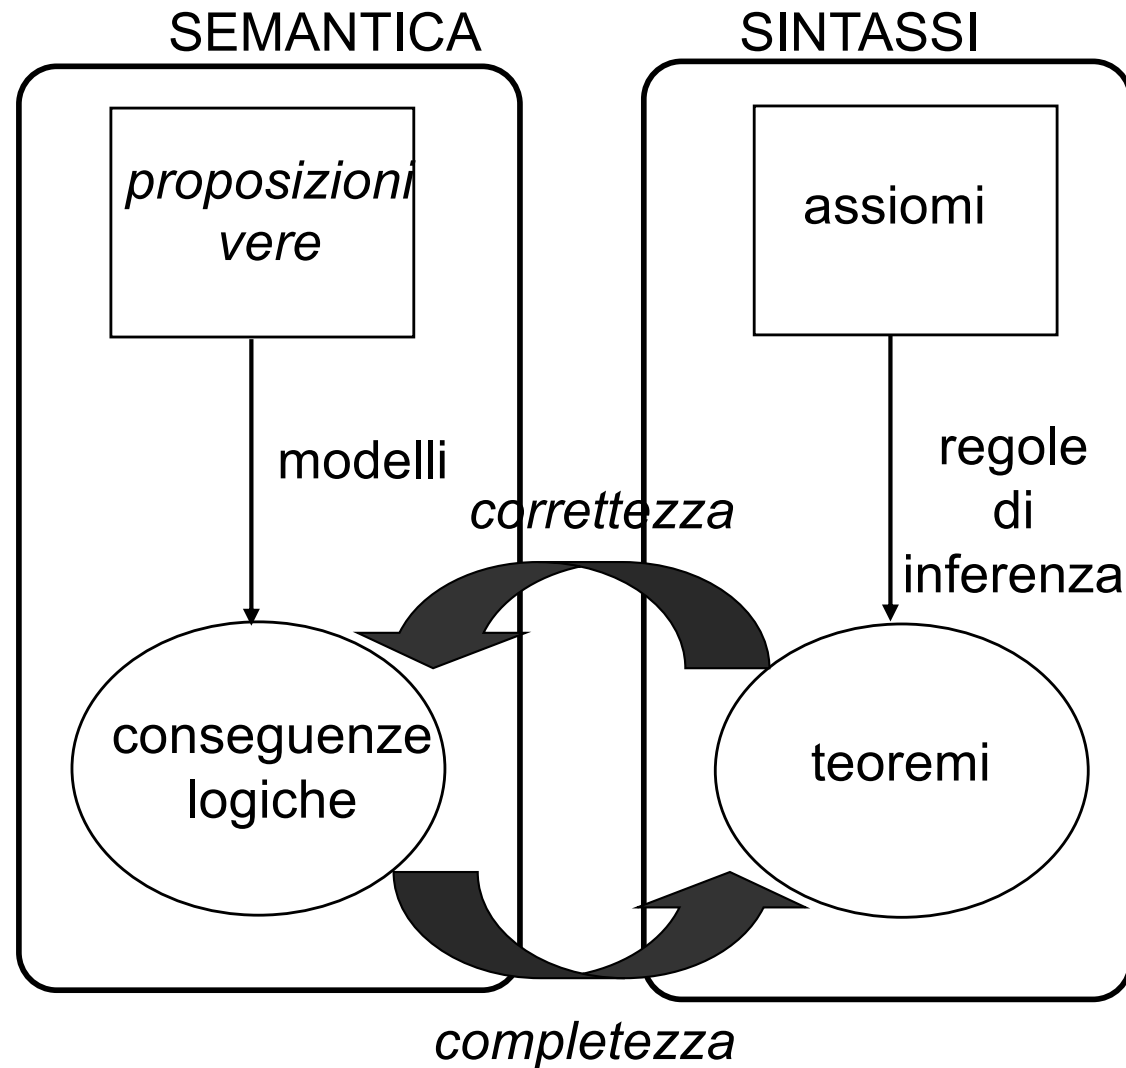 SEMANTICA
SINTASSI
proposizioni
vere
assiomi
modelli
regole
di
inferenza
correttezza
conseguenze
logiche
teoremi
completezza